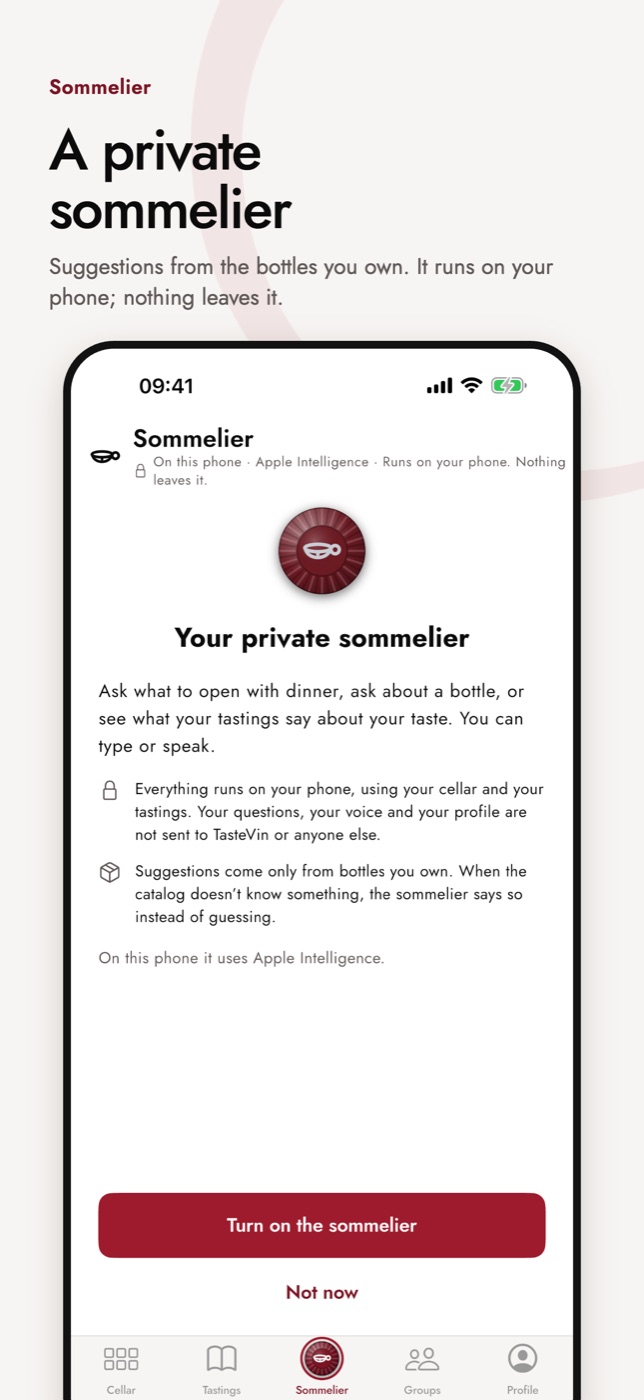 Sommelier
A private
sommelier
Suggestions from the bottles you own. It runs on your
phone; nothing leaves it.
09:41
Sommelier
On this phone · Apple Intelligence · Runs on your phone. Nothing
leaves it.
Your private sommelier
Ask what to open with dinner, ask about a bottle, or
see what your tastings say about your taste. You can
type or speak.
Everything runs on your phone, using your cellar and your
tastings. Your questions, your voice and your profile are
not sent to TasteVin or anyone else.
Suggestions come only from bottles you own. When the
catalog doesn’t know something, the sommelier says so
instead of guessing.
On this phone it uses Apple Intelligence.
Turn on the sommelier
Not now
Cellar
Tastings
Sommelier
Groups
Profile